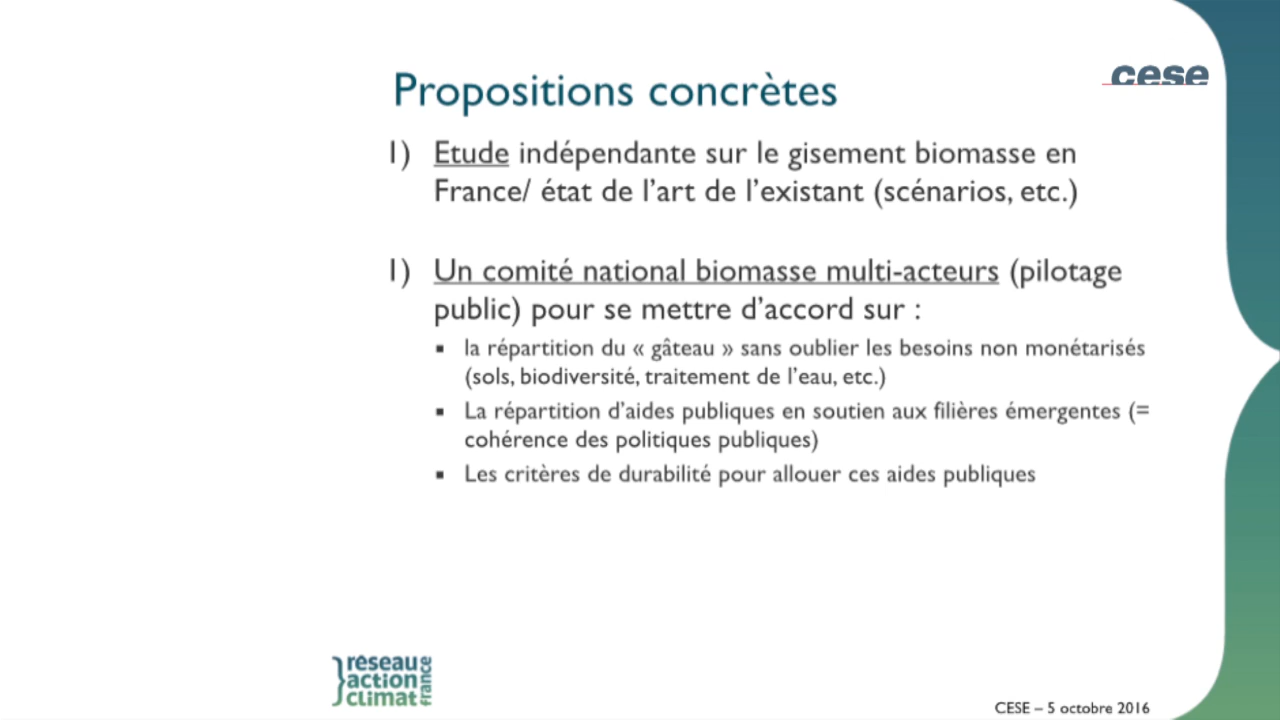 cese
Propositions concrètes
1) Etude indépendante sur le gisement biomasse en
France/ état de l’art de l’existant (scénarios, etc.)
1) Un comité national biomasse multi-acteurs (pilotage
public) pour se mettre d’accord sur :
▪ la répartition du « gâteau » sans oublier les besoins non monétarisés
(sols, biodiversité, traitement de l’eau, etc.)
▪ La répartition d’aides publiques en soutien aux filières émergentes (=
cohérence des politiques publiques)
▪ Les critères de durabilité pour allouer ces aides publiques
réseau
action
climat
france
CESE – 5 octobre 2016